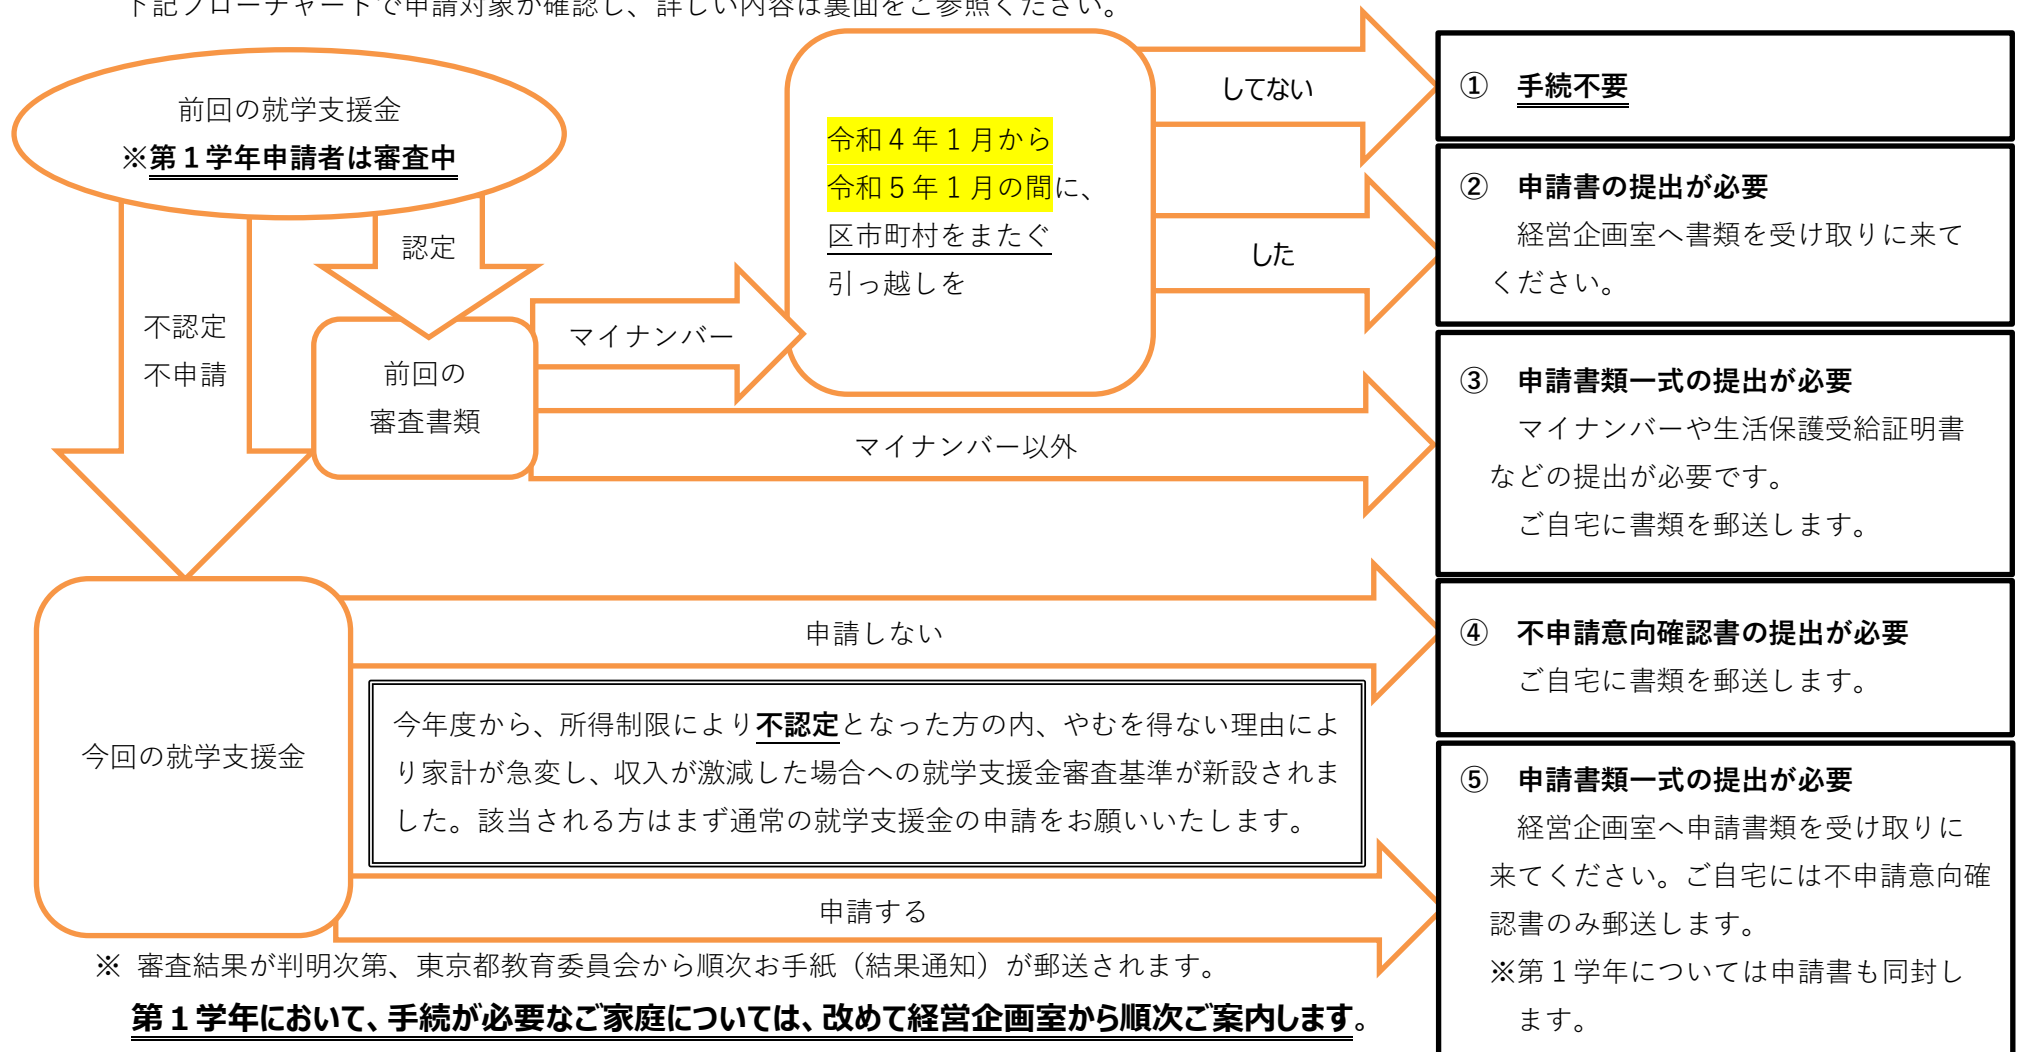 下記フローチャートで申請対象か確認し、詳しい内容は裏面をご参照ください。
前回の就学支援金
※第１学年申請者は審査中
認定
不認定
不申請
前回の
審査書類
マイナンバー
マイナンバー以外
令和４年１月から
令和５年１月の間に、
区市町村をまたぐ
引っ越しを
してない
した
① 手続不要
② 申請書の提出が必要
経営企画室へ書類を受け取りに来て
ください。
③ 申請書類一式の提出が必要
マイナンバーや生活保護受給証明書
などの提出が必要です。
ご自宅に書類を郵送します。
今回の就学支援金
申請しない
今年度から、所得制限により不認定となった方の内、やむを得ない理由によ
り家計が急変し、収入が激減した場合への就学支援金審査基準が新設されま
した。該当される方はまず通常の就学支援金の申請をお願いいたします。
申請する
④ 不申請意向確認書の提出が必要
ご自宅に書類を郵送します。
⑤ 申請書類一式の提出が必要
経営企画室へ申請書類を受け取りに
来てください。ご自宅には不申請意向確
認書のみ郵送します。
※第１学年については申請書も同封し
ます。
※ 審査結果が判明次第、東京都教育委員会から順次お手紙（結果通知）が郵送されます。
第１学年において、手続が必要なご家庭については、改めて経営企画室から順次ご案内します。